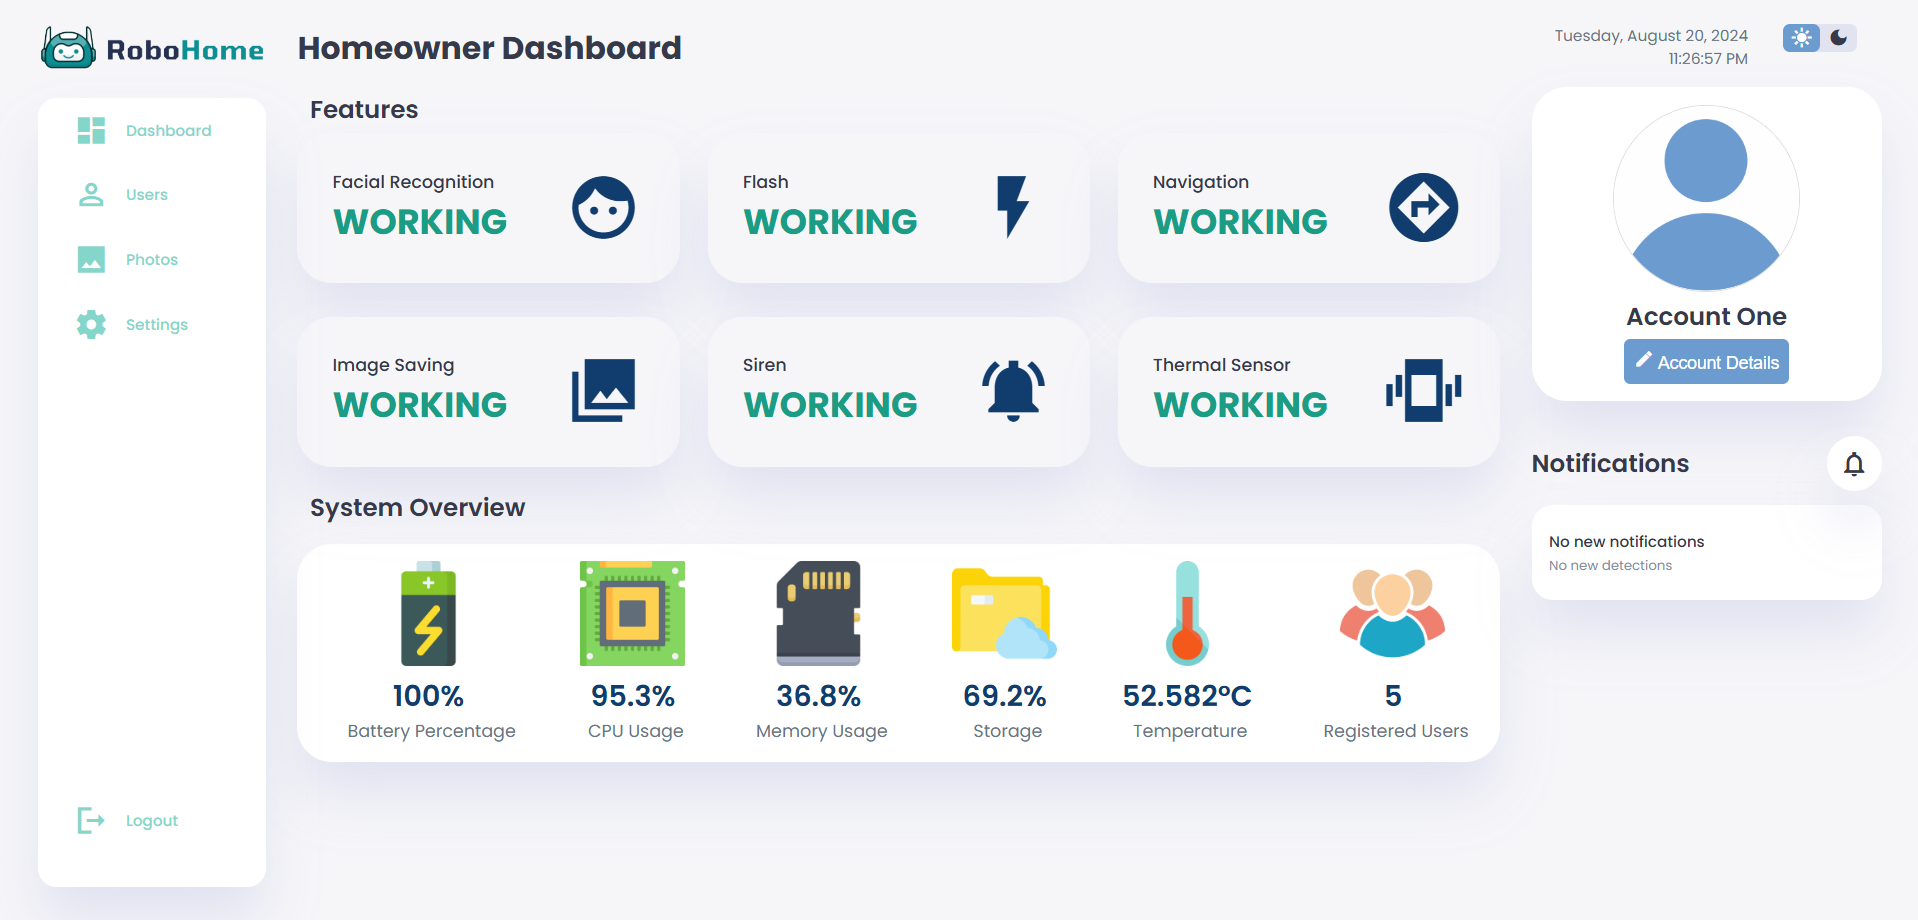 RoboHome
Homeowner Dashboard
Tuesday, August 20, 2024
11:26:57 PM
Dashboard
Users
Photos
Settings
Logout
Features
Facial Recognition
WORKING
Flash
WORKING
Navigation
WORKING
Image Saving
WORKING
Siren
WORKING
Thermal Sensor
WORKING
System Overview
100%
Battery Percentage
95.3%
CPU Usage
36.8%
Memory Usage
69.2%
Storage
52.582°C
Temperature
5
Registered Users
Account One
Account Details
Notifications
No new notifications
No new detections